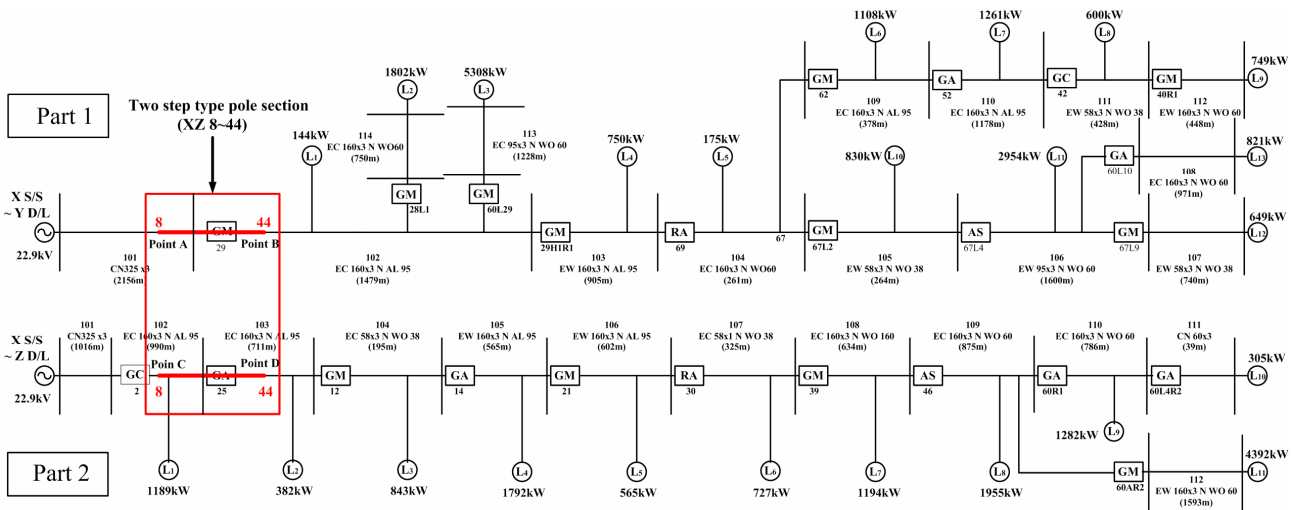 Part 1
Two step type pole section
(XZ 8~44)
X S/S
~ Y D/L
22.9kV
101
CN325 x3
(2156m)
8
44
Point A
Point B
GM
29
144kW
L1
102
EC 160x3 N AL 95
(1479m)
1802kW
L2
114
EC 160x3 N WO60
(750m)
GM
28L1
5308kW
L3
113
EC 95x3 N WO 60
(1228m)
GM
60L29
GM
29H1R1
750kW
L4
103
EW 160x3 N AL 95
(905m)
RA
69
175kW
L5
104
EC 160x3 N WO60
(261m)
67
GM
62
1108kW
L6
109
EC 160x3 N WO 60
(378m)
GA
52
1261kW
L7
110
EC 160x3 N AL 95
(1178m)
GC
42
600kW
L8
111
EW 58x3 N WO 38
(428m)
GM
40R1
112
EC 160x3 N WO 60
(448m)
749kW
L9
GM
67L2
830kW
L10
105
EW 58x3 N WO 38
(264m)
AS
67L4
2954kW
L11
106
EW 95x3 N WO 60
(1600m)
GA
60L10
108
EC 160x3 N WO 60
(971m)
821kW
L13
GM
67L9
107
EW 58x3 N WO 38
(740m)
649kW
L12
Part 2
X S/S
~ Z D/L
22.9kV
101
CN325 x3
(1016m)
GC
2
102
EC 160x3 N AL 95
(990m)
Poin C
Point D
8
44
GA
25
103
EC 160x3 N AL 95
(711m)
L1
1189kW
L2
382kW
GM
12
104
EC 58x3 N WO 38
(195m)
L3
843kW
GA
14
105
EW 160x3 N AL 95
(565m)
L4
1792kW
GM
21
106
EW 160x3 N AL 95
(602m)
L5
565kW
RA
30
107
EC 58x1 N WO 38
(325m)
L6
727kW
GM
39
108
EC 160x3 N WO 160
(634m)
L7
1194kW
AS
46
109
EC 160x3 N WO 60
(875m)
L8
1955kW
GA
60R1
110
EC 160x3 N WO 60
(786m)
1282kW
L9
GA
60L4R2
111
CN 60x3
(39m)
305kW
L10
GM
60AR2
112
EW 160x3 N WO 60
(1593m)
4392kW
L11